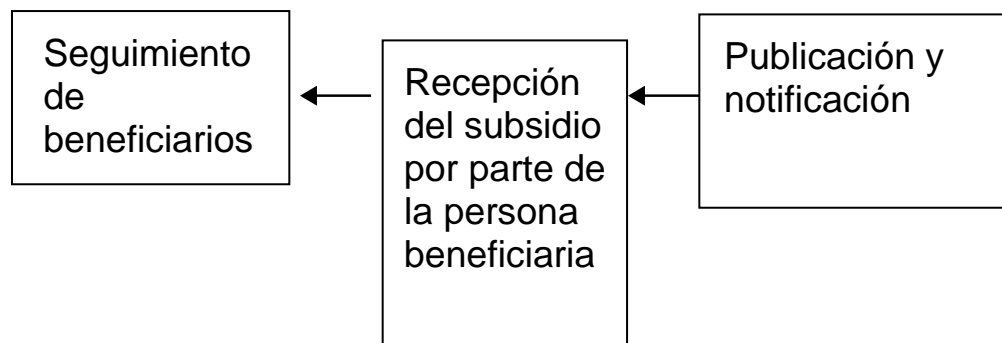 Seguimiento
de
beneficiarios
Recepción
del subsidio
por parte de
la persona
beneficiaria
Publicación y
notificación